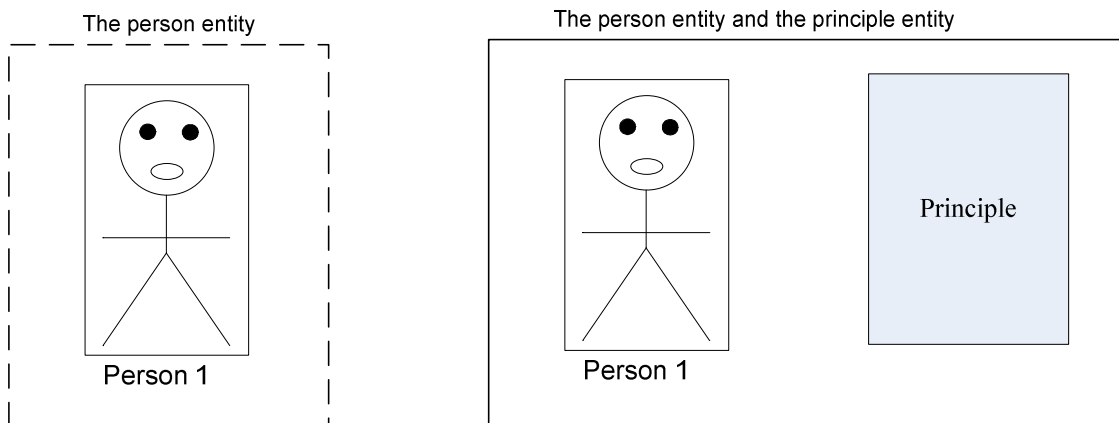 The person entity
Person 1
The person entity and the principle entity
Person 1
Principle